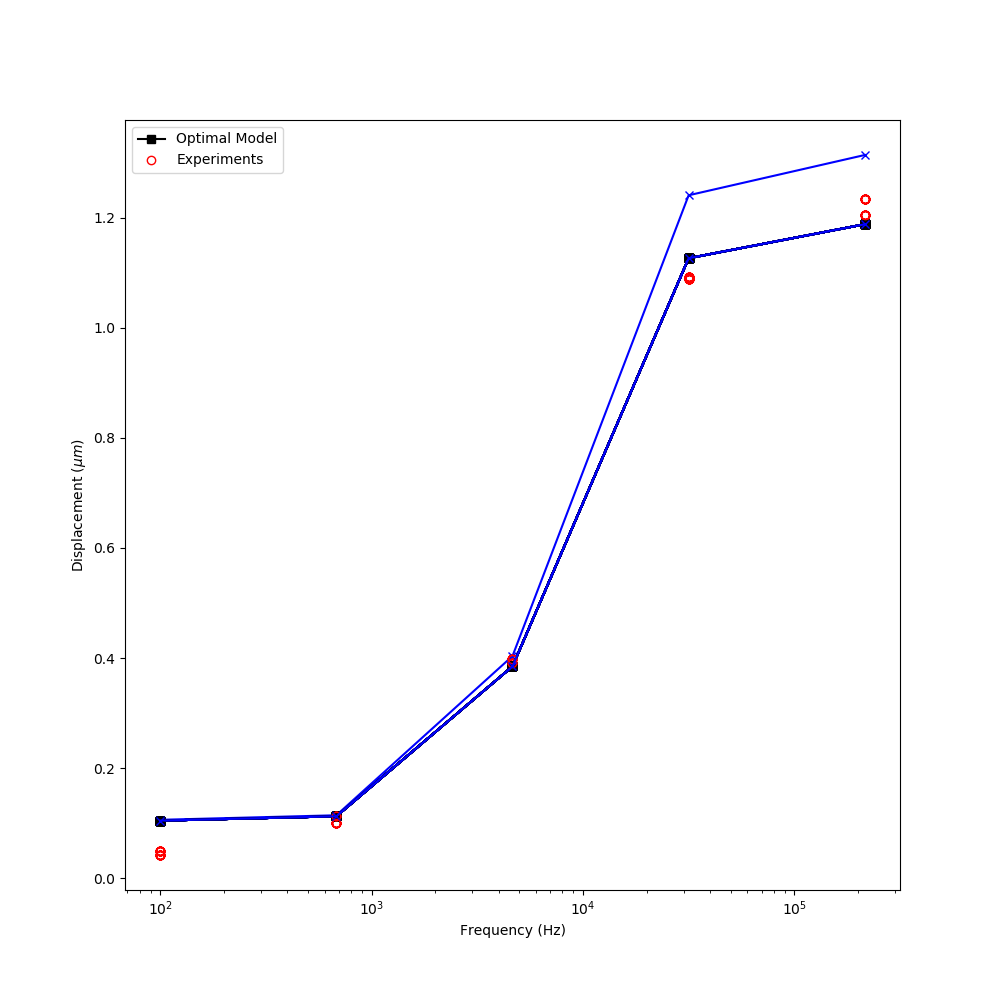 Optimal Model
Experiments
1.2
1.0
0.8
0.6
0.4
0.2
0.0
Displacement (μm)
10²
10³
10⁴
10⁵
Frequency (Hz)